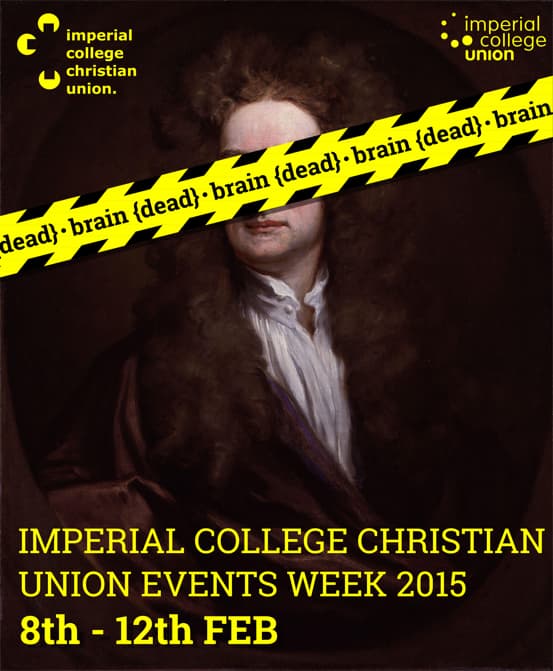 imperial
college
christian
union.
imperial
college
union
dead}·brain {dead}·brain {dead}·brain {dead}·brain
IMPERIAL COLLEGE CHRISTIAN
UNION EVENTS WEEK 2015
8th - 12th FEB